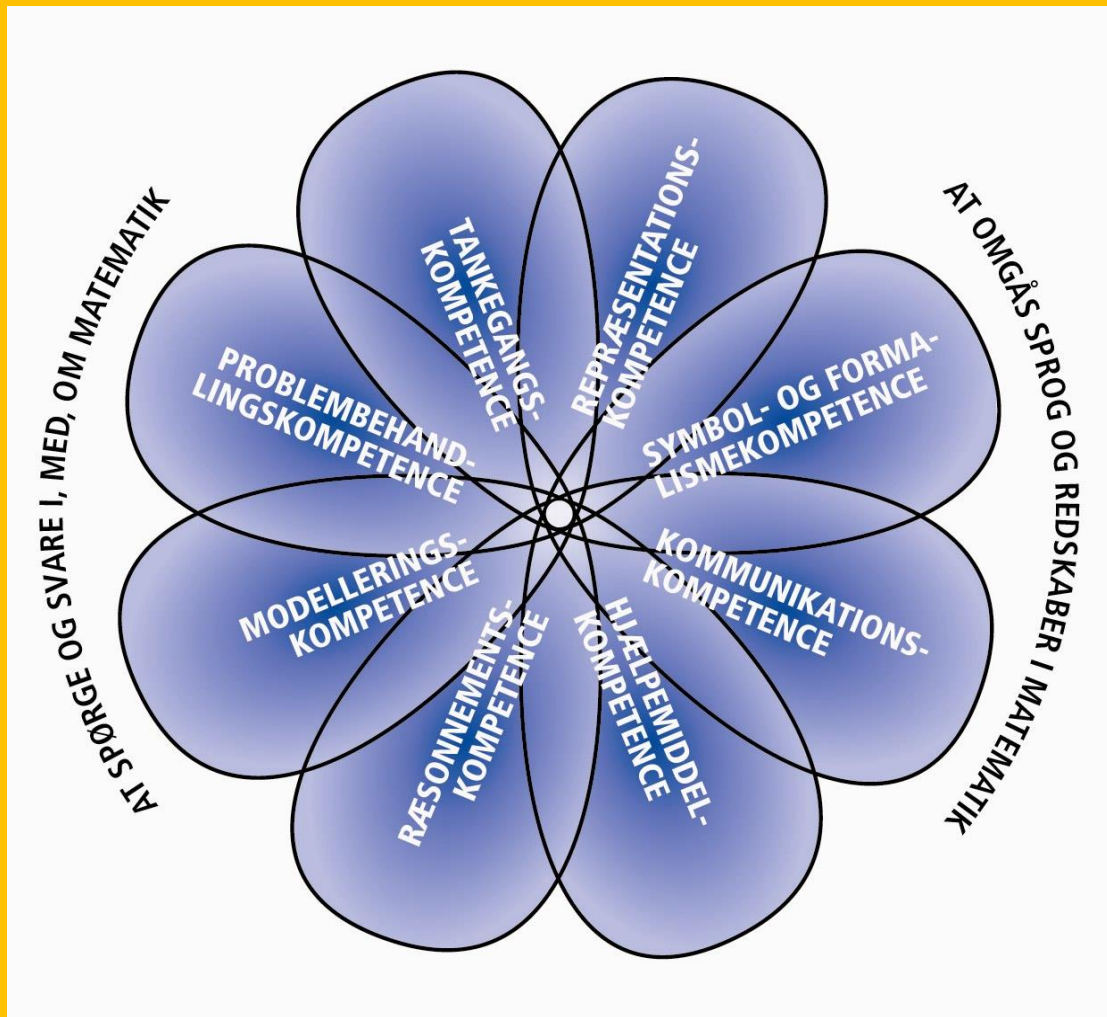 AT SPØRGE OG SVARE I, MED, OM MATEMATIK
TANKEGANGS-
KOMPETENCE
REPRÆSENTATIONS-
KOMPETENCE
PROBLEMBEHAND-
LINGSKOMPETENCE
SYMBOL- OG FORMA-
LISMEKOMPETENCE
MODELLERINGS-
KOMPETENCE
KOMMUNIKATIONS-
KOMPETENCE
RÆSONNEMENTS-
KOMPETENCE
HJÆLPEMIDDEL-
KOMPETENCE
AT OMGÅS SPROG OG REDSKABER I MATEMATIK